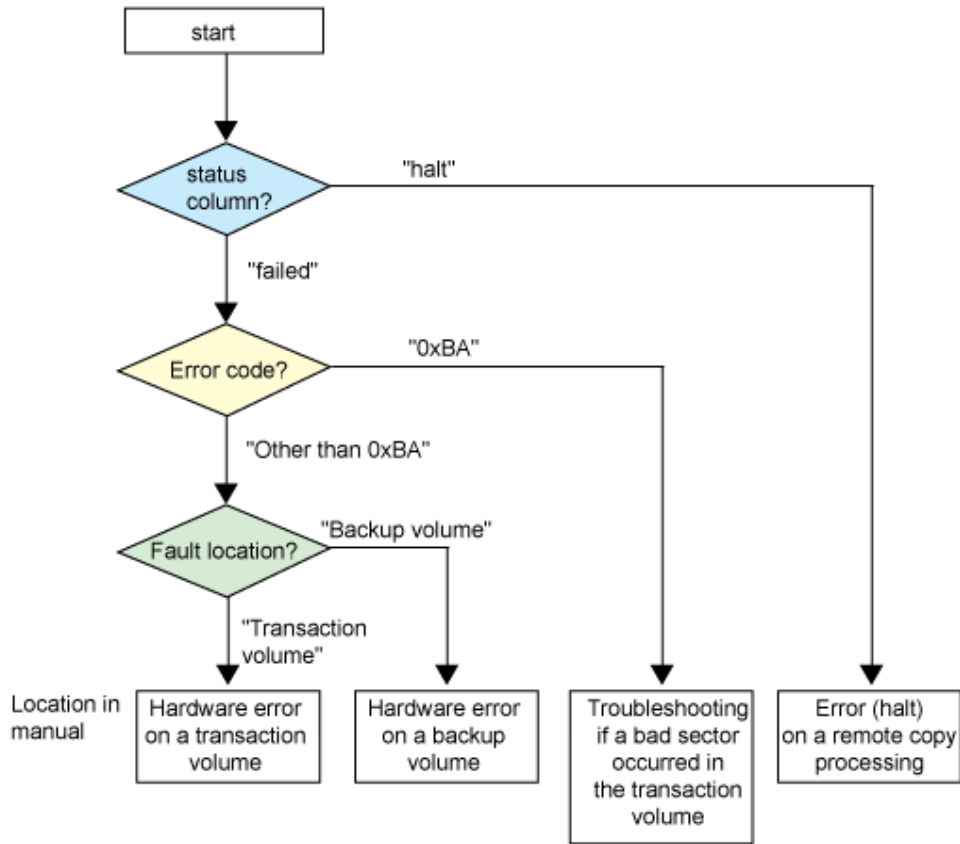 start
status
column?
"halt"
"failed"
Error code?
"0xBA"
"Other than 0xBA"
Fault location?
"Backup volume"
"Transaction
volume"
Location in
manual
Hardware error
on a transaction
volume
Hardware error
on a backup
volume
Troubleshooting
if a bad sector
occurred in
the transaction
volume
Error (halt)
on a remote copy
processing